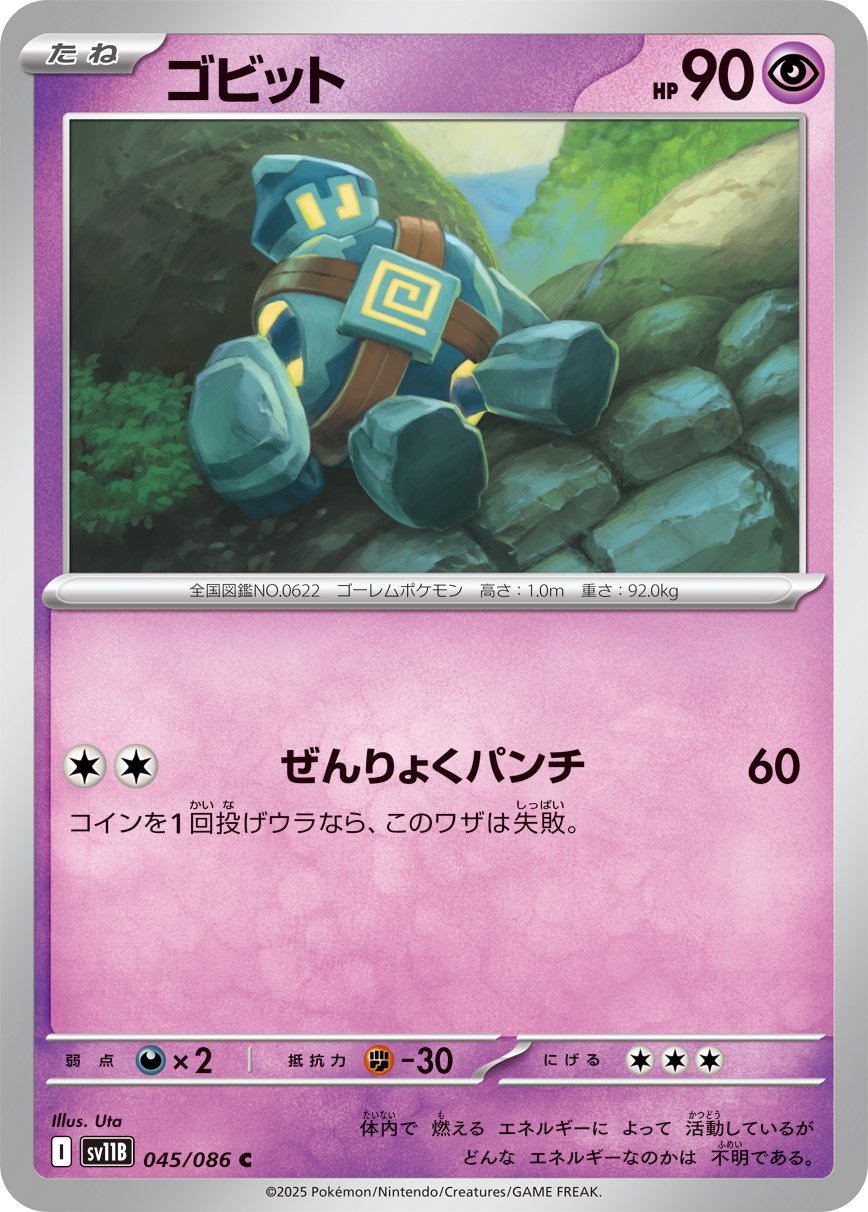 たね ゴビット HP 90
全国図鑑NO.0622 ゴーレムポケモン 高さ：1.0m 重さ：92.0kg
ぜんりょくパンチ 60
コインを1回投げウラなら、このワザは失敗。
弱点 ×2 抵抗力 -30 にげる
Illus. Uta
体内で 燃える エネルギーに よって 活動しているが
どんな エネルギーなのかは 不明である。
I sv11B 045/086 C
©2025 Pokémon/Nintendo/Creatures/GAME FREAK.